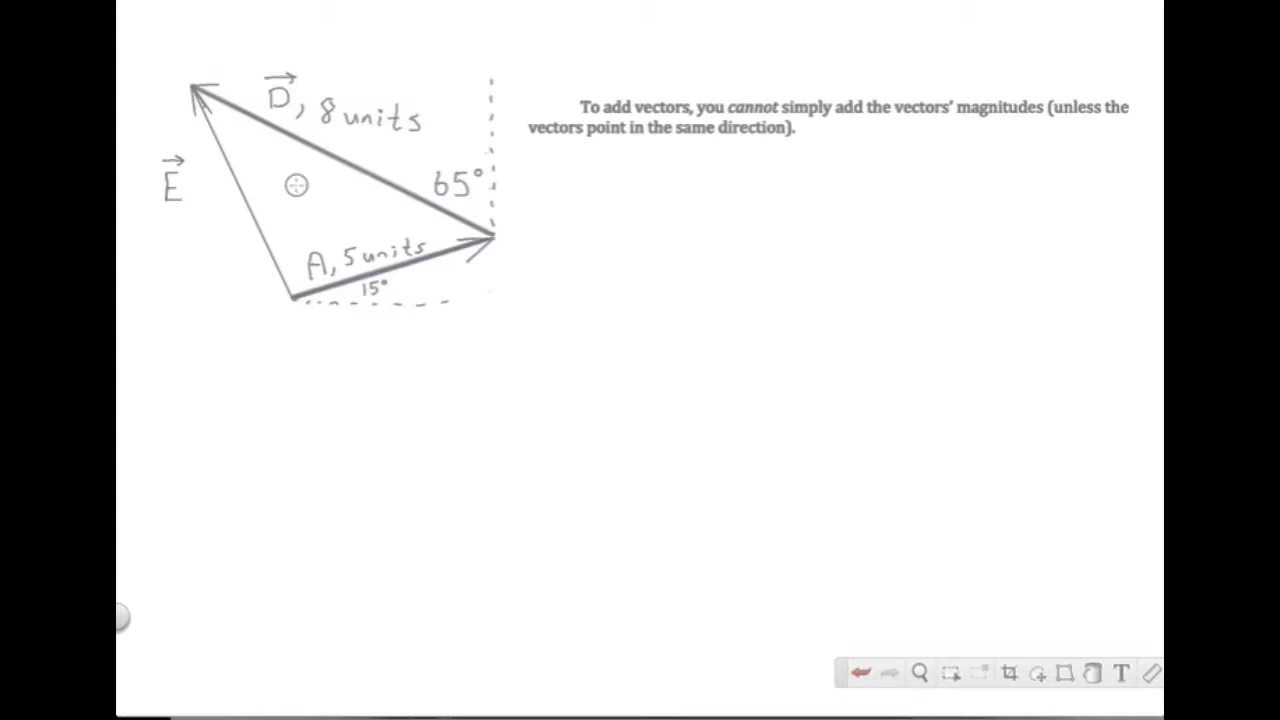 D, 8 units
To add vectors, you cannot simply add the vectors' magnitudes (unless the
vectors point in the same direction).
E
65°
A, 5 units
15°
T